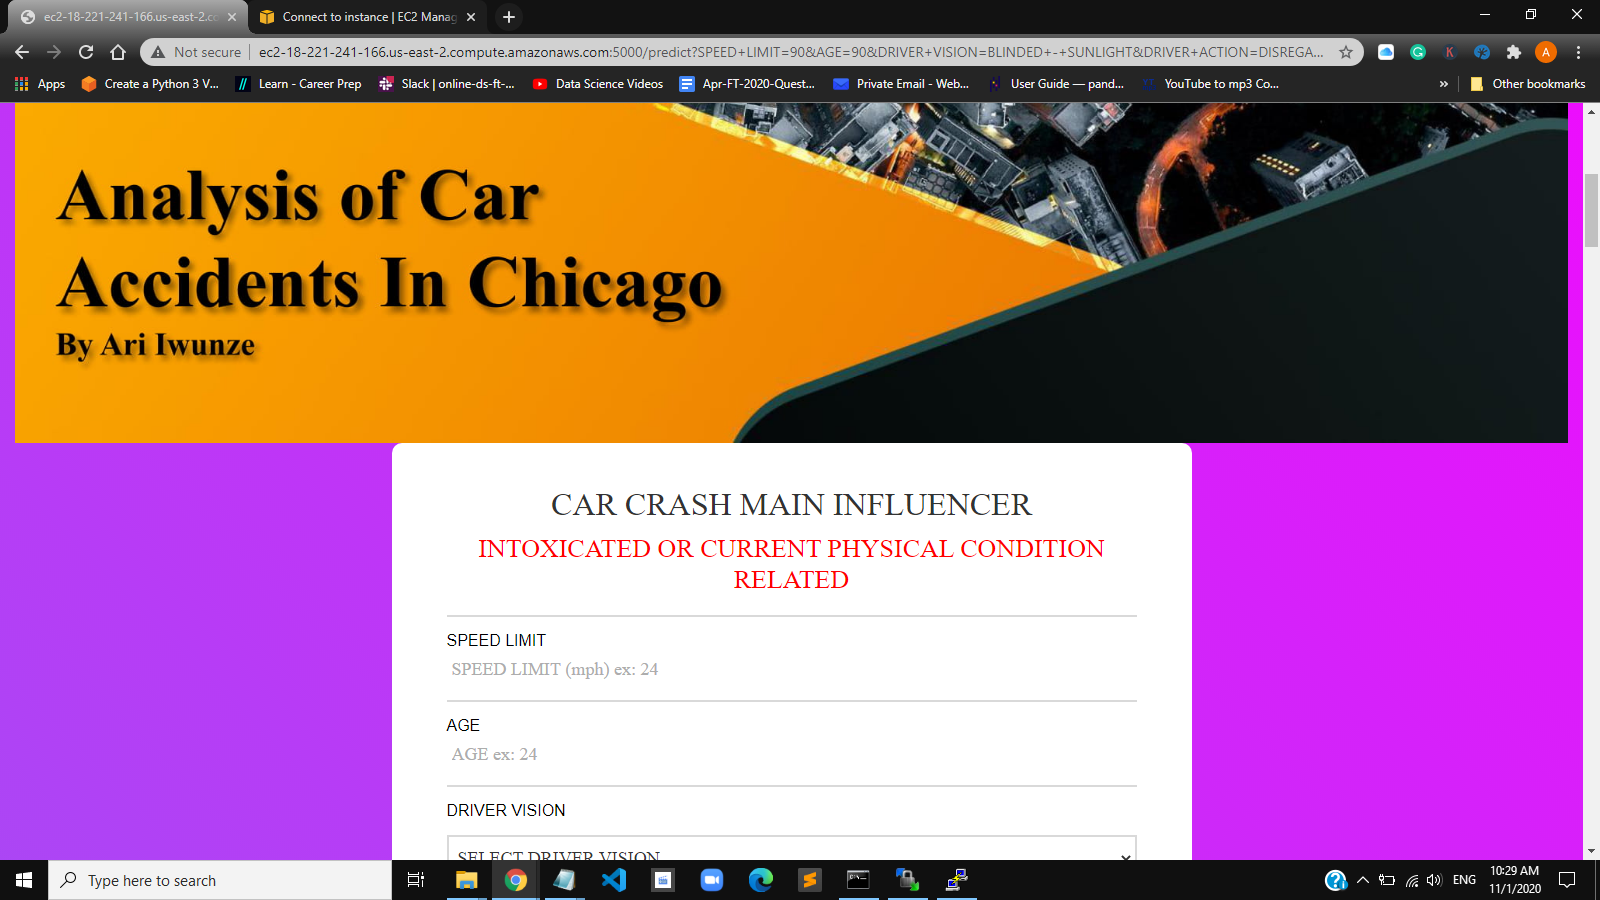 ec2-18-221-241-166.us-east-2.cc
Connect to instance | EC2 Manag
Not secure
ec2-18-221-241-166.us-east-2.compute.amazonaws.com:5000/predict?SPEED+LIMIT=90&AGE=90&DRIVER+VISION=BLINDED+-+SUNLIGHT&DRIVER+ACTION=DISREGA...
A
Apps
Create a Python 3 V...
Learn - Career Prep
Slack | online-ds-ft-...
Data Science Videos
Apr-FT-2020-Quest...
Private Email - Web...
User Guide — pand...
YouTube to mp3 Co...
»
Other bookmarks
Analysis of Car
Accidents In Chicago
By Ari Iwunze
CAR CRASH MAIN INFLUENCER
INTOXICATED OR CURRENT PHYSICAL CONDITION
RELATED
SPEED LIMIT
SPEED LIMIT (mph) ex: 24
AGE
AGE ex: 24
DRIVER VISION
SELECT DRIVER VISION
Type here to search
ENG
10:29 AM
11/1/2020